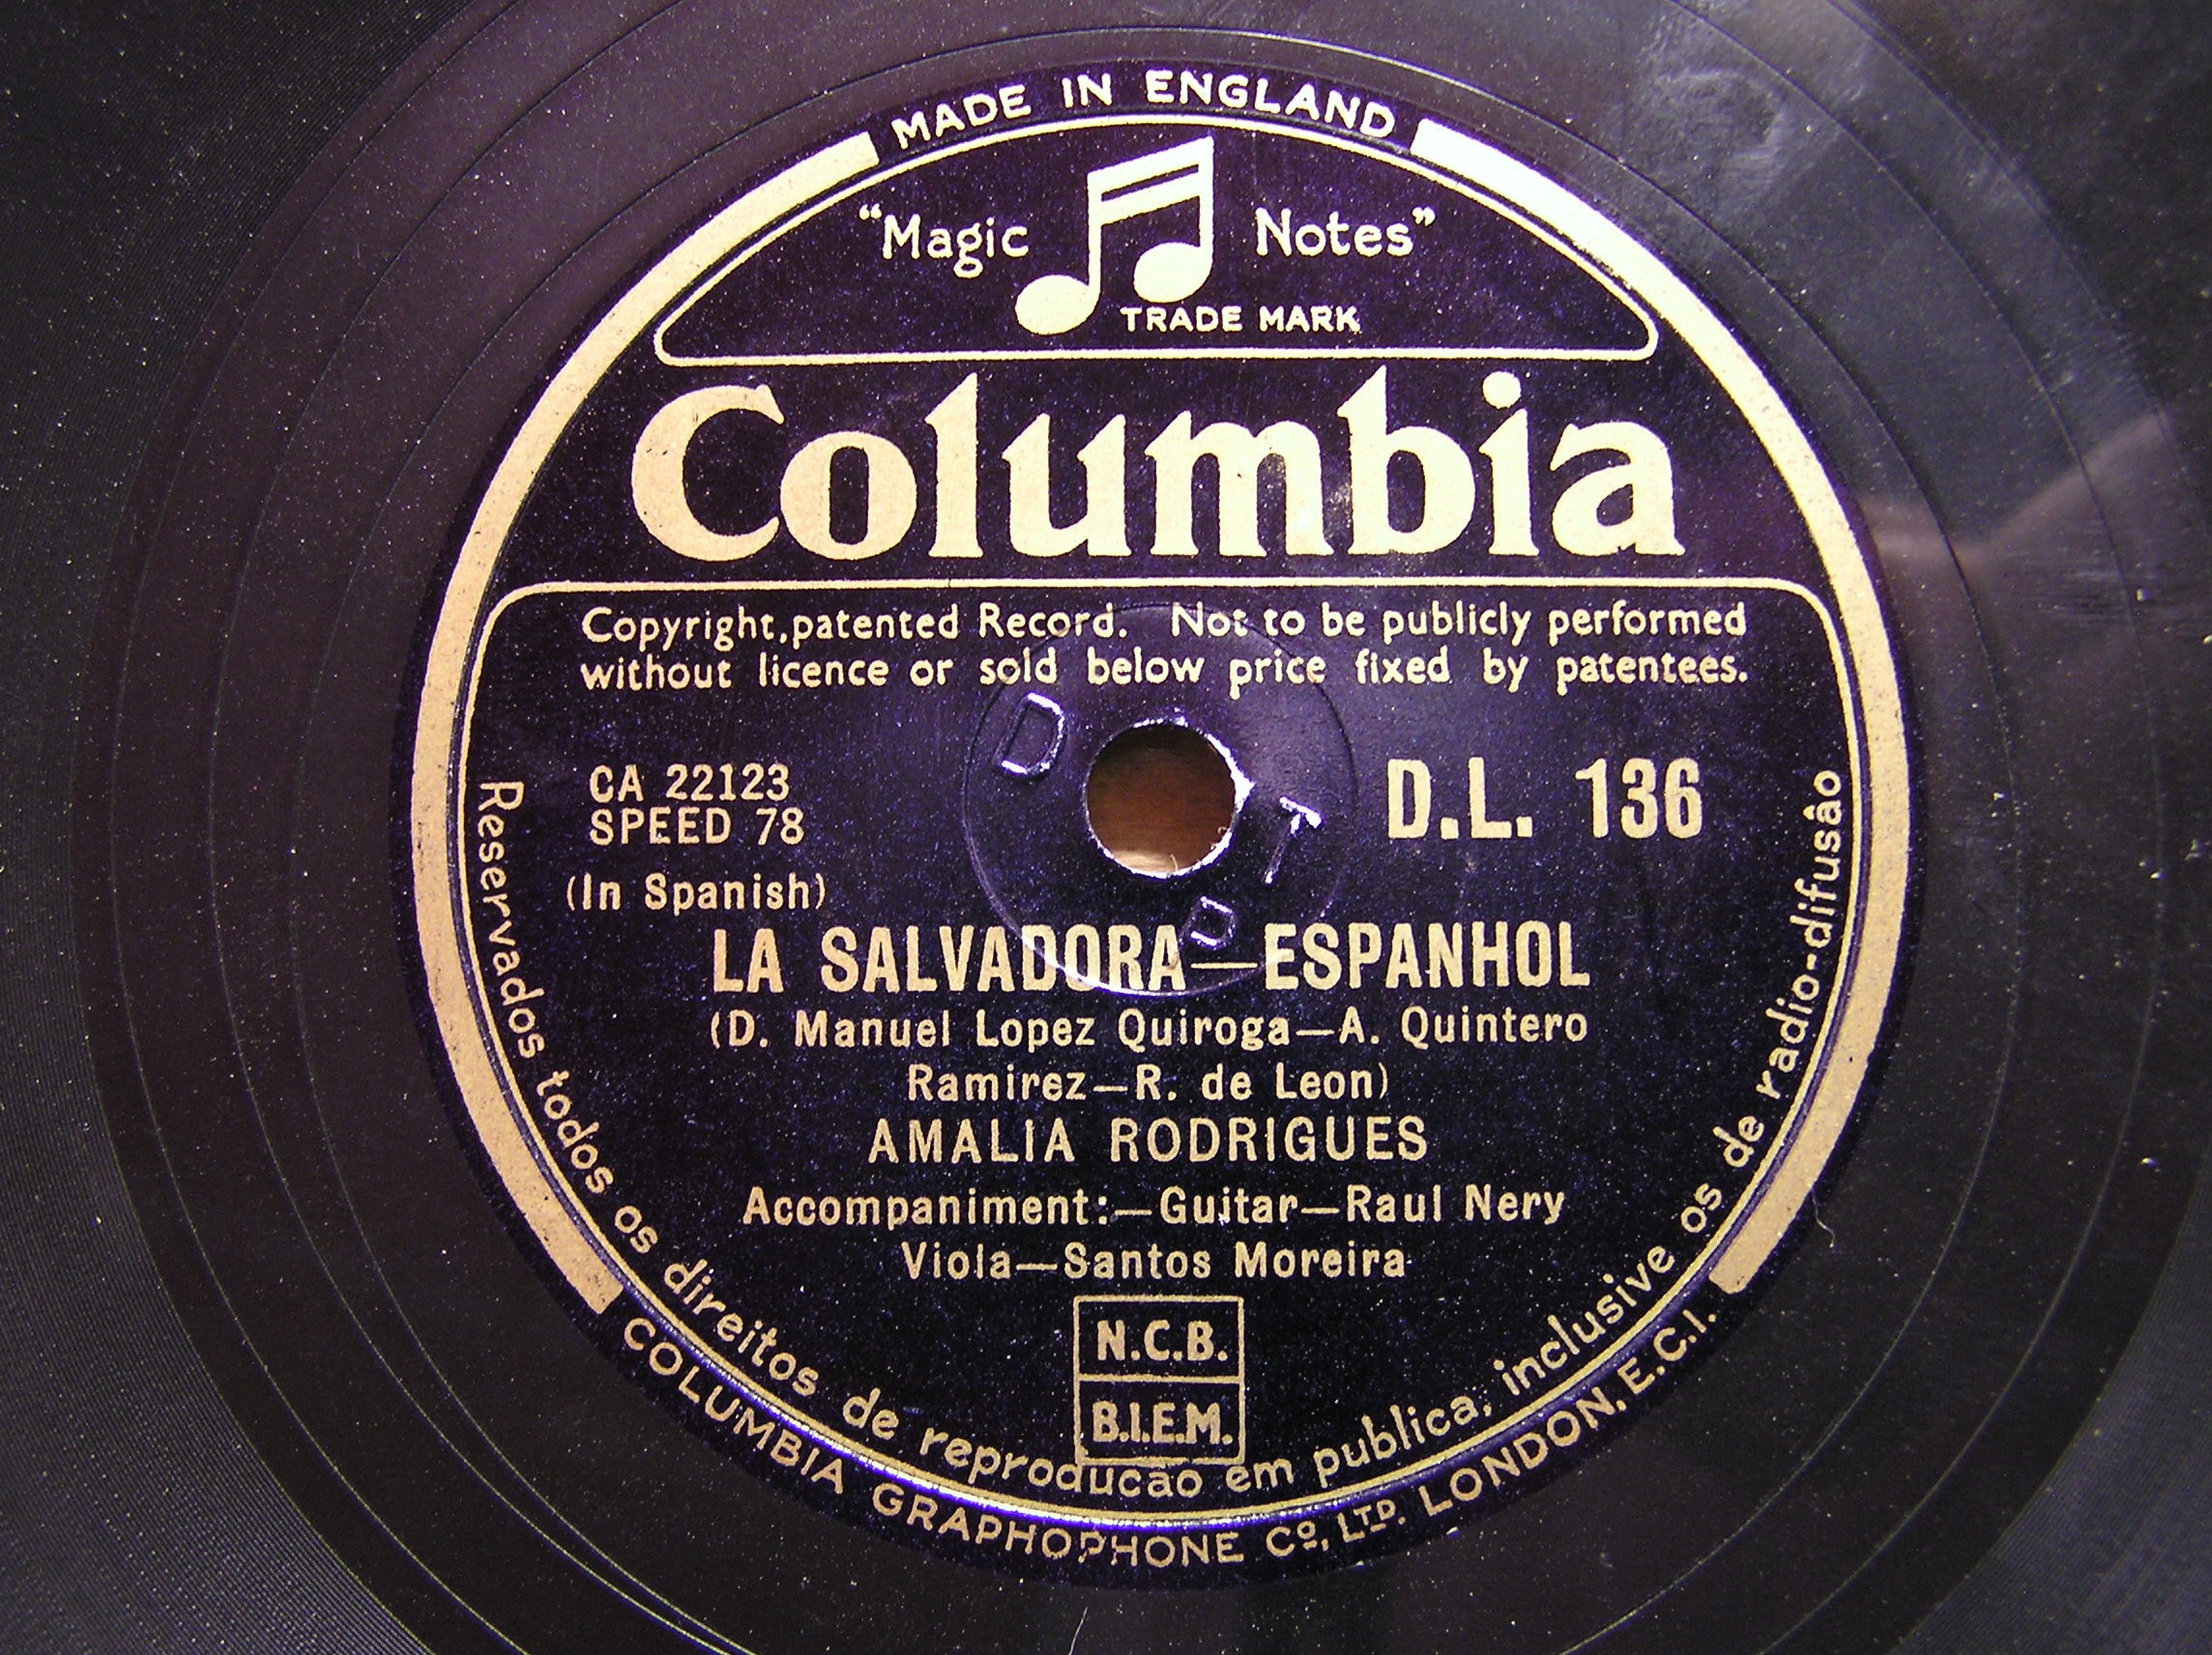 MADE IN ENGLAND
“Magic Notes”
TRADE MARK
Columbia
Copyright, patented Record. Not to be publicly performed
without licence or sold below price fixed by patentees.
CA 22123
SPEED 78
D.L. 136
(In Spanish)
LA SALVADORA—ESPANHOL
(D. Manuel Lopez Quiroga—A. Quintero
Ramirez—R. de Leon)
AMALIA RODRIGUES
Accompaniment:—Guitar—Raul Nery
Viola—Santos Moreira
N.C.B.
B.I.E.M.
Reservados todos os direitos de reproducão em publica, inclusive os de radio-difusâo
COLUMBIA GRAPHOPHONE Cº, LTD. LONDON, E.C.1.
D
T
D